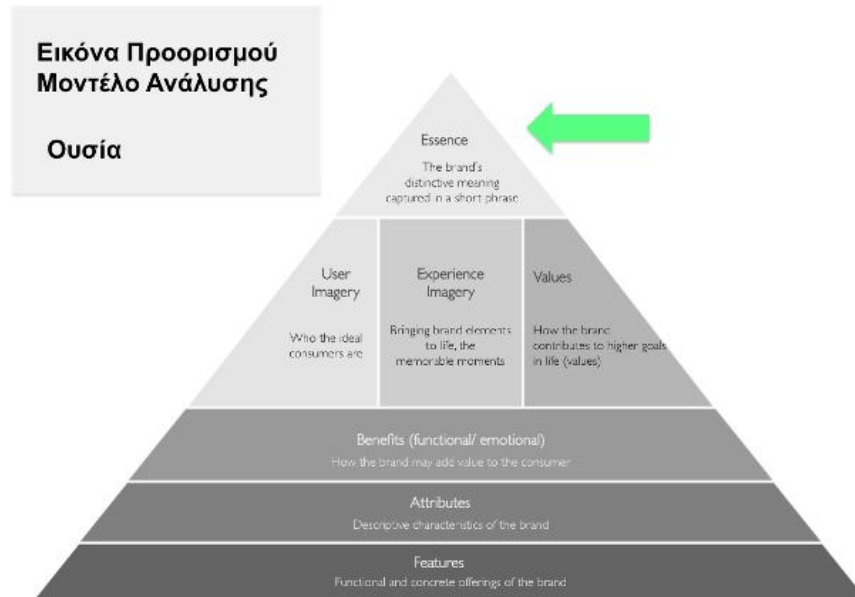 Εικόνα Προορισμού
Μοντέλο Ανάλυσης
Ουσία
Essence
The brand's
distinctive meaning
captured in a short phrase
User
Imagery
Who the ideal
consumers are
Experience
Imagery
Bringing brand elements
to life, the
memorable moments
Values
How the brand
contributes to higher goals
in life (values)
Benefits (functional/ emotional)
How the brand may add value to the consumer
Attributes
Descriptive characteristics of the brand
Features
Functional and concrete offerings of the brand